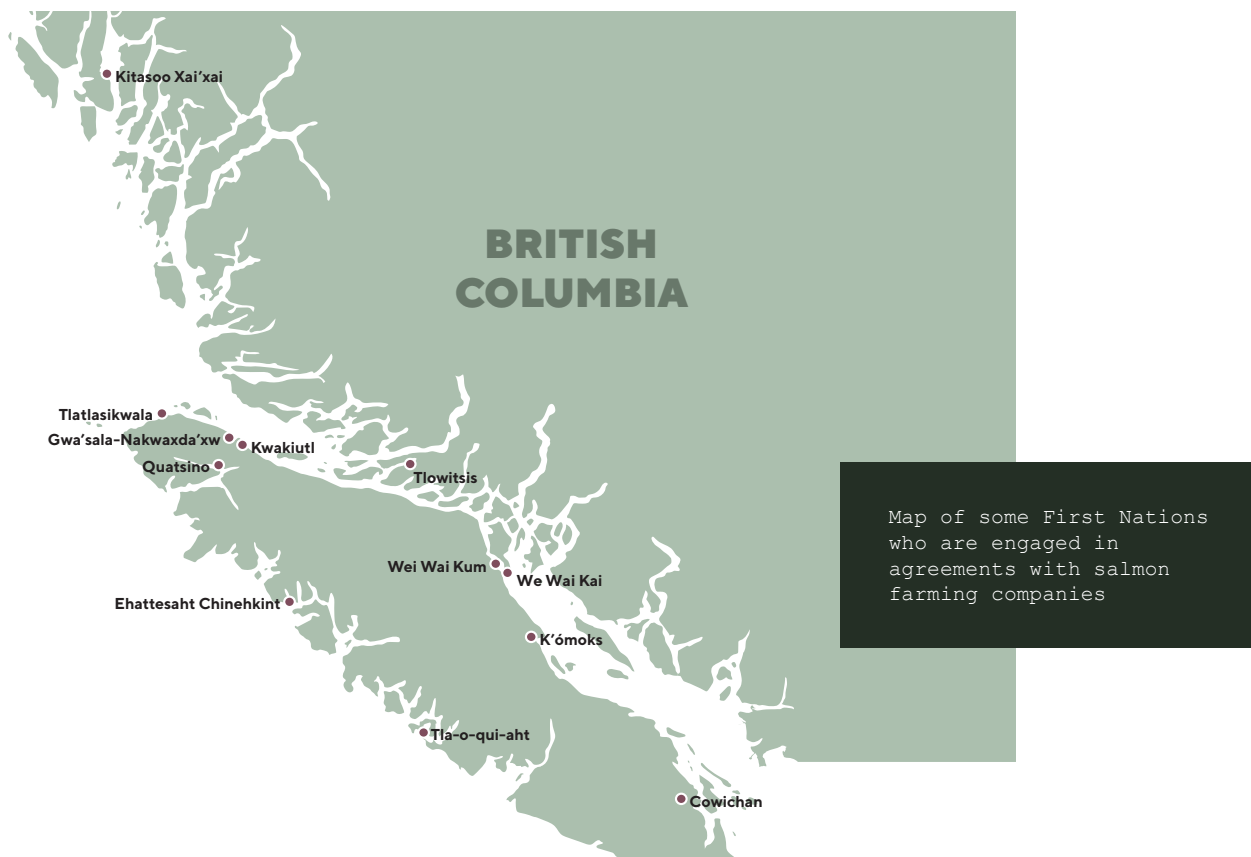 Kitasoo Xai’xai
BRITISH
COLUMBIA
Tlatlasikwala
Gwa’sala-Nakwaxda’xw
Kwakiutl
Quatsino
Tlowitsis
Map of some First Nations
who are engaged in
agreements with salmon
farming companies
Wei Wai Kum
We Wai Kai
Ehattesaht Chinehkint
K’ómoks
Tla-o-qui-aht
Cowichan